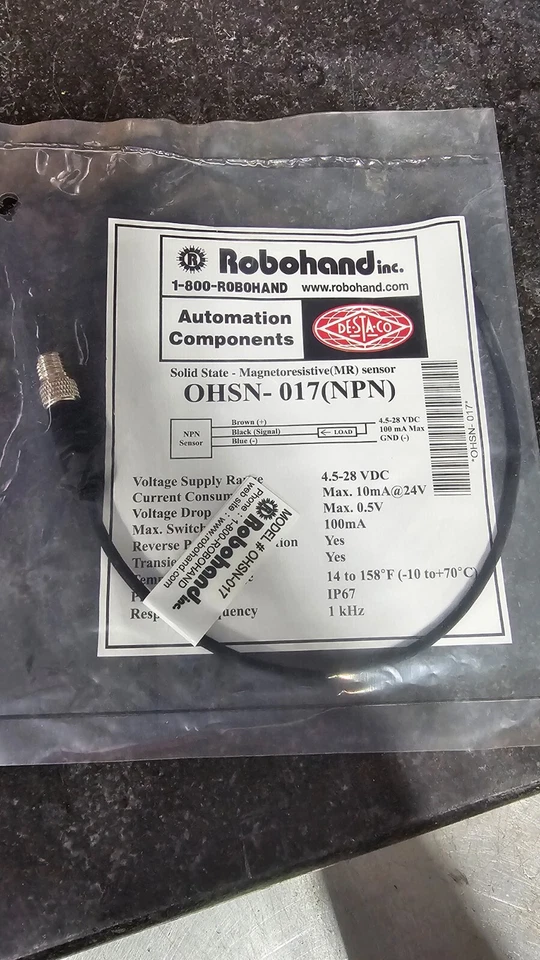 R Robohand inc.
1-800-ROBOHAND www.robohand.com
Automation
Components
DE-STA-CO
Solid State - Magnetoresistive(MR) sensor
OHSN- 017(NPN)
NPN
Sensor
Brown (+) 4.5-28 VDC
Black (Signal) LOAD 100 mA Max
Blue (-) GND (-)
*OHSN- 017*
Voltage Supply 4.5-28 VDC
Current Max. 10mA@24V
Voltage Drop Max. 0.5V
Max. 100mA
Reverse Yes
Yes
14 to 158°F (-10 to+70°C)
IP67
1 kHz
MODEL # OHSN-017
R Robohand inc
Phone : 1-800-ROBOHAND
web site : www.robohand.com